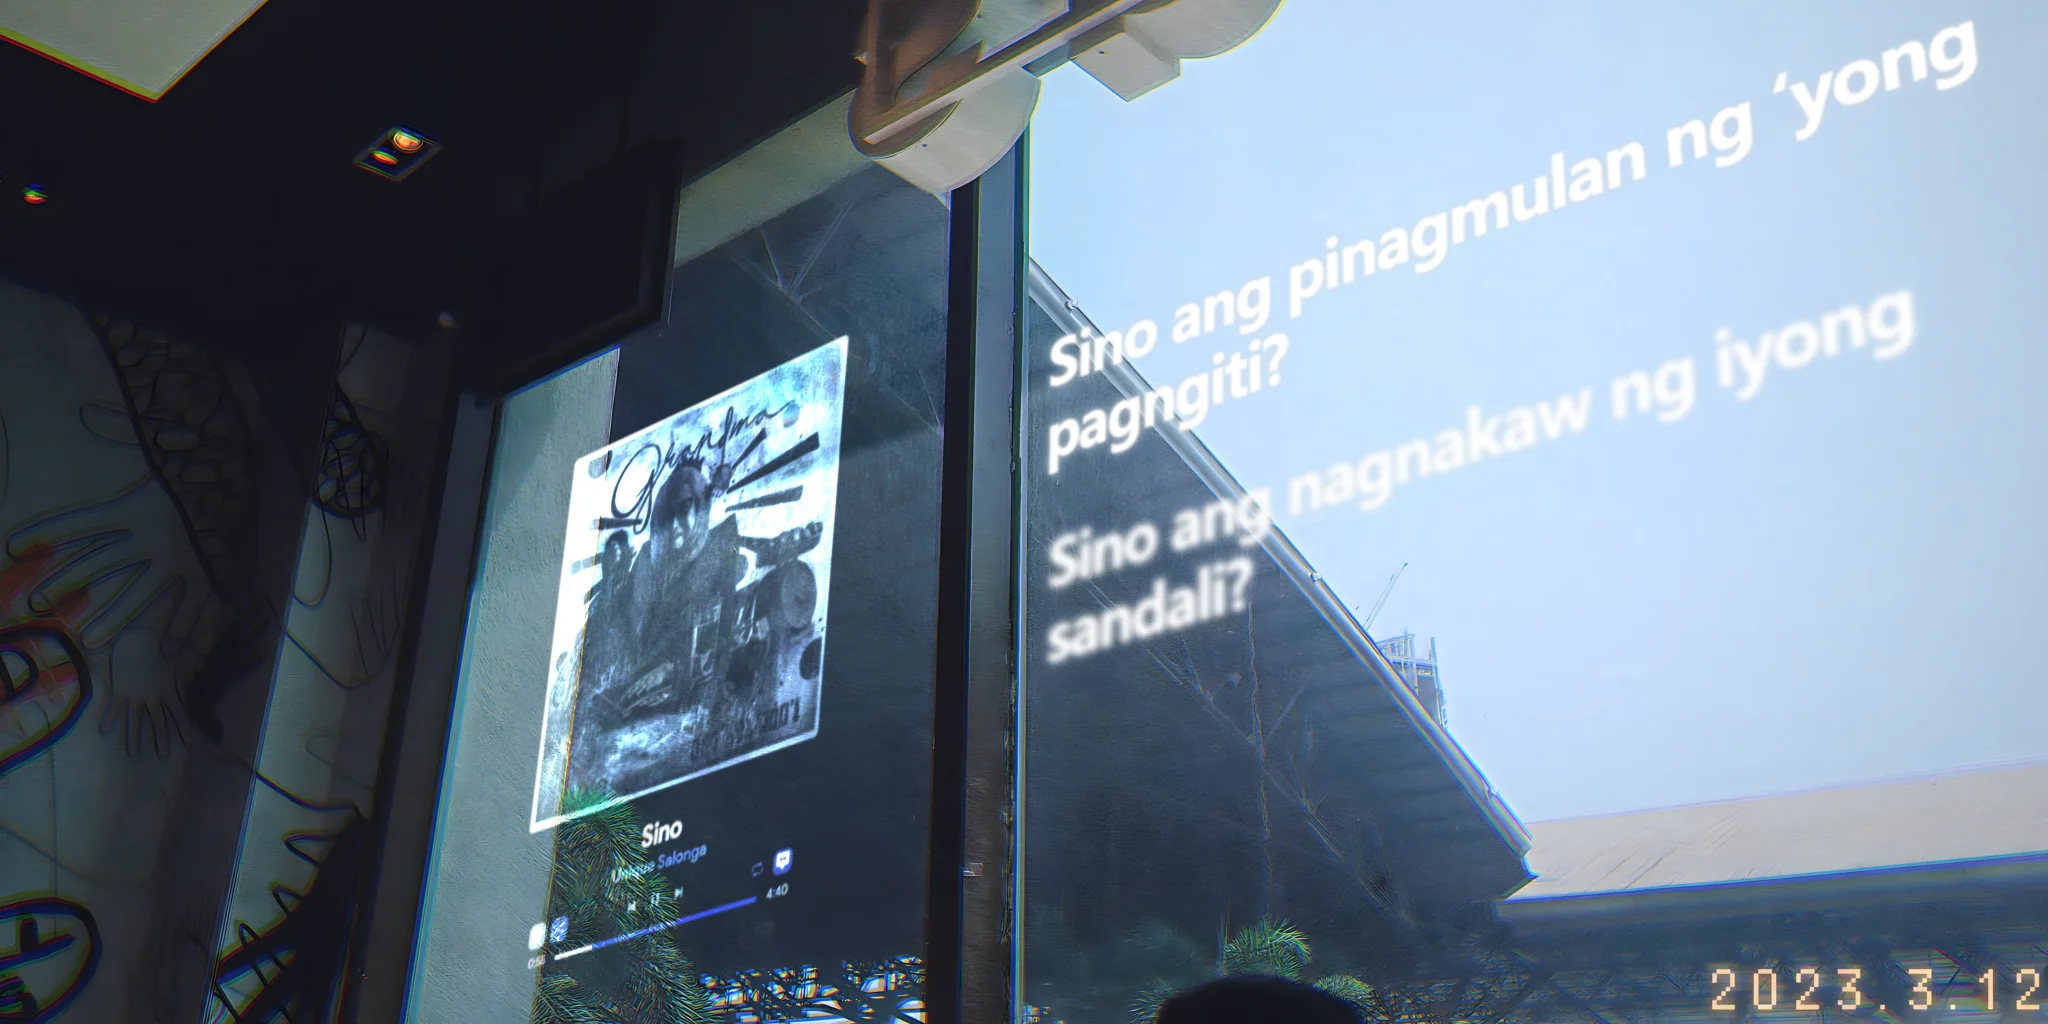 Sino ang pinagmulan ng ‘yong
pagngiti?
Sino ang nagnakaw ng iyong
sandali?
Grandma
Sino
Unique Salonga
4:40
0:56
2023.3.12